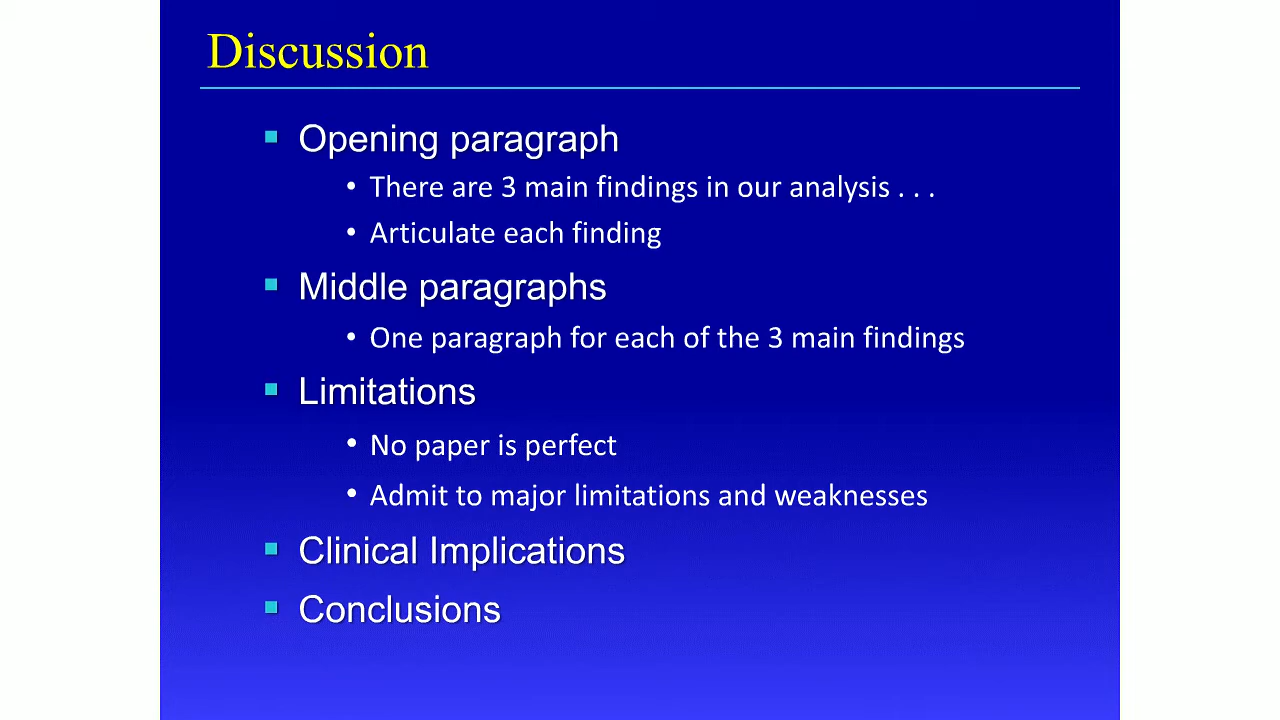 Discussion
Opening paragraph
There are 3 main findings in our analysis . . .
Articulate each finding
Middle paragraphs
One paragraph for each of the 3 main findings
Limitations
No paper is perfect
Admit to major limitations and weaknesses
Clinical Implications
Conclusions